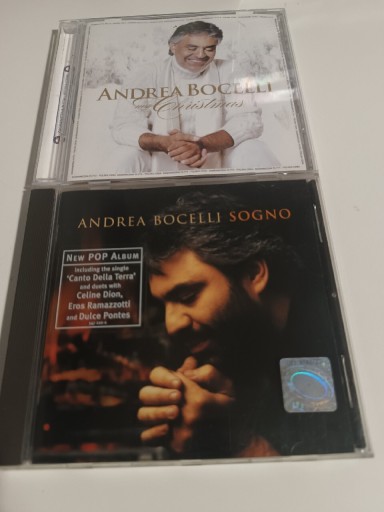 ANDREA BOCELLI
my Christmas
ANDREA BOCELLI SOGNO
NEW POP ALBUM
including the single
'Canto Della Terra'
and duets with
Celine Dion,
Eros Ramazzotti
and Dulce Pontes